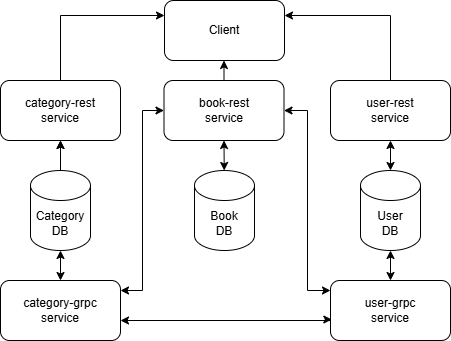 Client
category-rest
service
book-rest
service
user-rest
service
Category
DB
Book
DB
User
DB
category-grpc
service
user-grpc
service